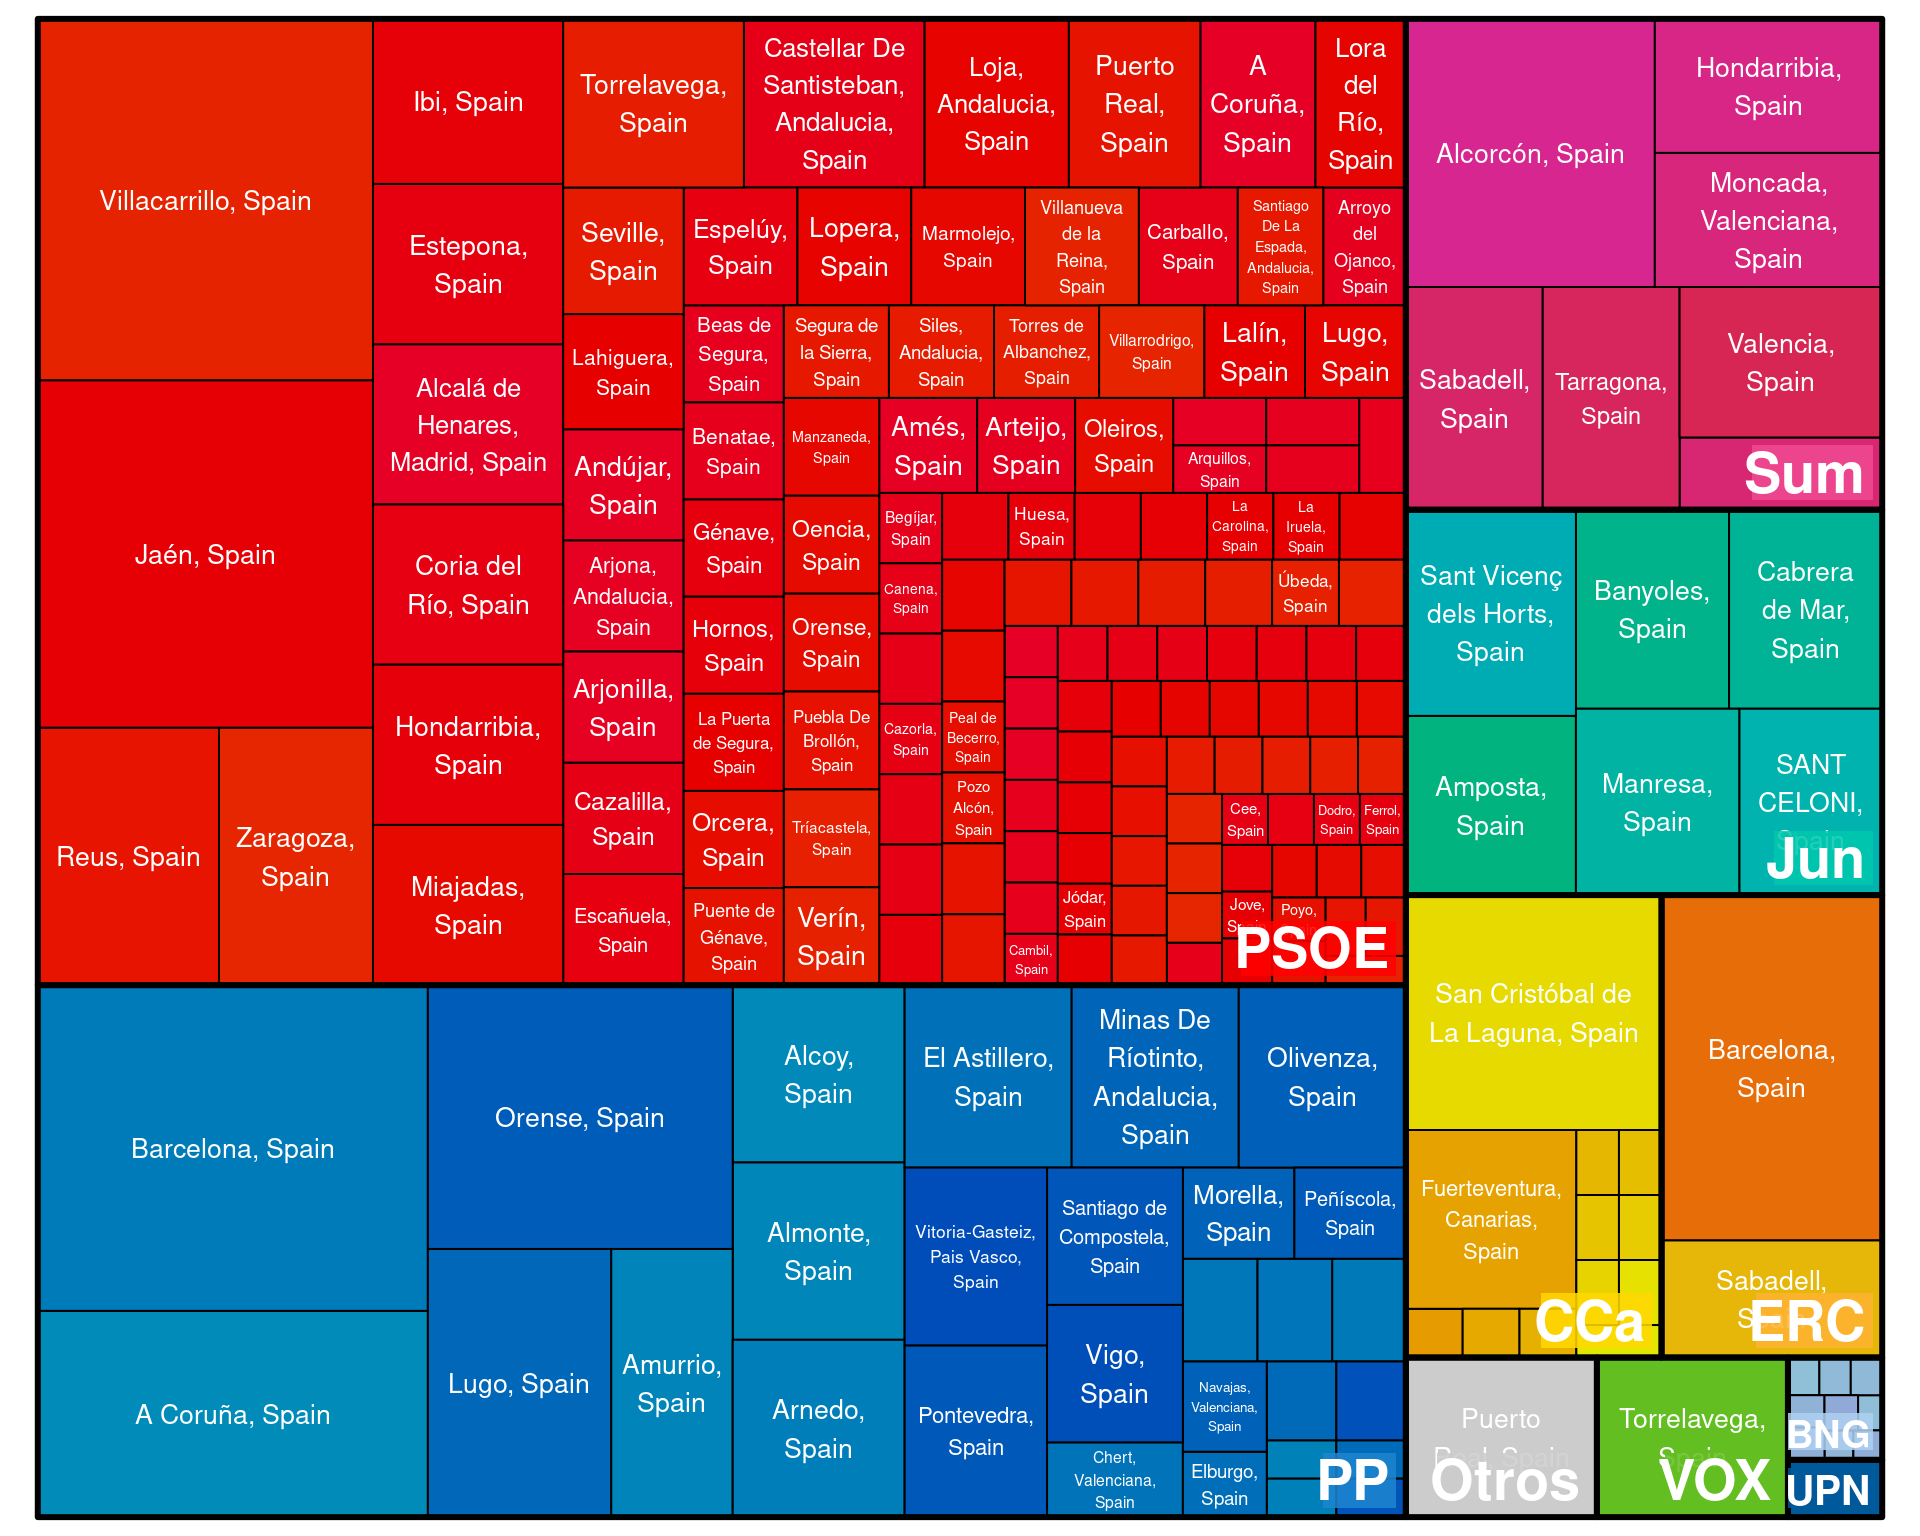 Villacarrillo, Spain
Jaén, Spain
Reus, Spain
Zaragoza,
Spain
Ibi, Spain
Estepona,
Spain
Alcalá de
Henares,
Madrid, Spain
Coria del
Río, Spain
Hondarribia,
Spain
Miajadas,
Spain
Torrelavega,
Spain
Castellar De
Santisteban,
Andalucia,
Spain
Loja,
Andalucia,
Spain
Puerto
Real,
Spain
A
Coruña,
Spain
Lora
del
Río,
Spain
Seville,
Spain
Lahiguera,
Spain
Andújar,
Spain
Arjona,
Andalucia,
Spain
Arjonilla,
Spain
Cazalilla,
Spain
Escañuela,
Spain
Espelúy,
Spain
Lopera,
Spain
Marmolejo,
Spain
Villanueva
de la
Reina,
Spain
Carballo,
Spain
Santiago
De La
Espada,
Andalucia,
Spain
Arroyo
del
Ojanco,
Spain
Beas de
Segura,
Spain
Benatae,
Spain
Génave,
Spain
Hornos,
Spain
La Puerta
de Segura,
Spain
Orcera,
Spain
Puente de
Génave,
Spain
Segura de
la Sierra,
Spain
Siles,
Andalucia,
Spain
Torres de
Albanchez,
Spain
Villarrodrigo,
Spain
Lalín,
Spain
Lugo,
Spain
Manzaneda,
Spain
Oencia,
Spain
Orense,
Spain
Puebla De
Brollón,
Spain
Tríacastela,
Spain
Verín,
Spain
Amés,
Spain
Arteijo,
Spain
Oleiros,
Spain
Arquillos,
Spain
Begíjar,
Spain
Canena,
Spain
Cazorla,
Spain
Huesa,
Spain
La
Carolina,
Spain
La
Iruela,
Spain
Úbeda,
Spain
Peal de
Becerro,
Spain
Pozo
Alcón,
Spain
Cambil,
Spain
Jódar,
Spain
Cee,
Spain
Dodro,
Spain
Ferrol,
Spain
Jove,
Spain
Poyo,
PSOE
Barcelona, Spain
A Coruña, Spain
Orense, Spain
Lugo, Spain
Amurrio,
Spain
Alcoy,
Spain
Almonte,
Spain
Arnedo,
Spain
El Astillero,
Spain
Minas De
Ríotinto,
Andalucia,
Spain
Olivenza,
Spain
Vitoria-Gasteiz,
Pais Vasco,
Spain
Pontevedra,
Spain
Santiago de
Compostela,
Spain
Vigo,
Spain
Chert,
Valenciana,
Spain
Morella,
Spain
Peñíscola,
Spain
Navajas,
Valenciana,
Spain
Elburgo,
Spain
PP
Alcorcón, Spain
Hondarribia,
Spain
Moncada,
Valenciana,
Spain
Sabadell,
Spain
Tarragona,
Spain
Valencia,
Spain
Sum
Sant Vicenç
dels Horts,
Spain
Amposta,
Spain
Banyoles,
Spain
Cabrera
de Mar,
Spain
Manresa,
Spain
SANT
CELONI,
Spain
Jun
San Cristóbal de
La Laguna, Spain
Fuerteventura,
Canarias,
Spain
CCa
Barcelona,
Spain
Sabadell,
Spain
ERC
Puerto
Real, Spain
Otros
Torrelavega,
Spain
VOX
BNG
UPN